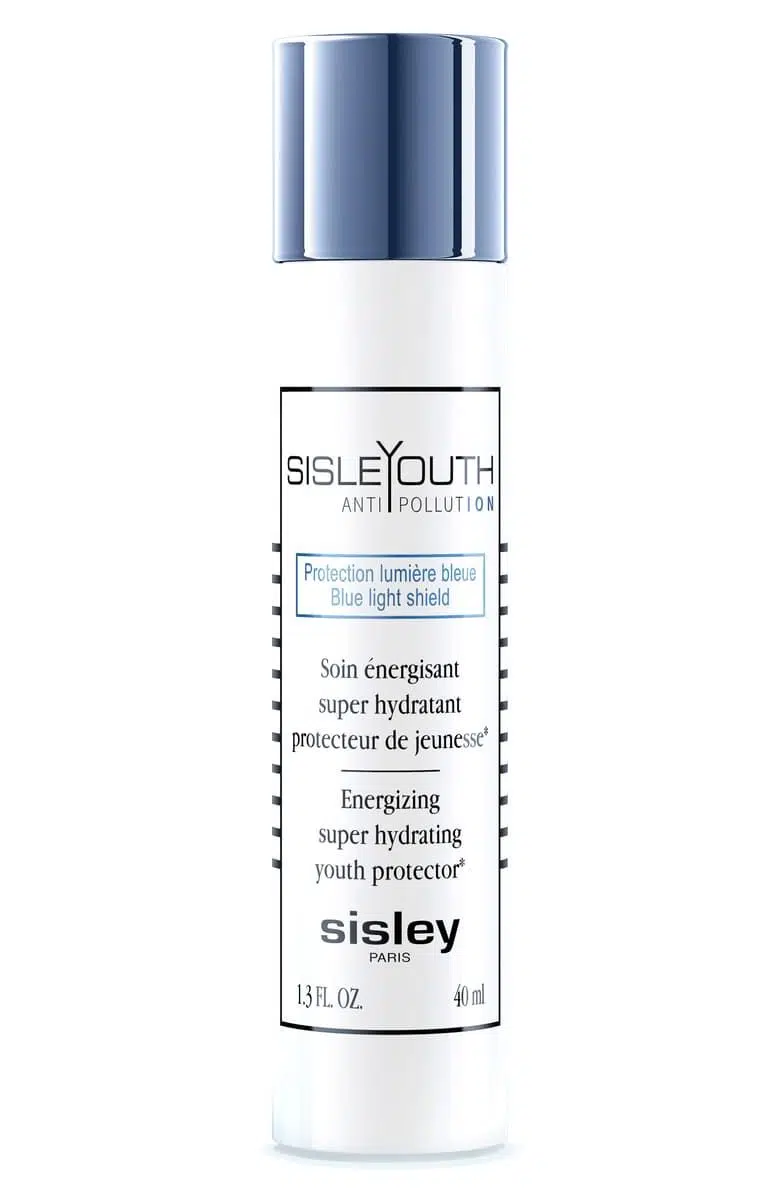 SISLEYOUTH
ANTI POLLUTION
Protection lumière bleue
Blue light shield
Soin énergisant
super hydratant
protecteur de jeunesse*
Energizing
super hydrating
youth protector*
sisley
PARIS
1.3 FL. OZ. 40 ml